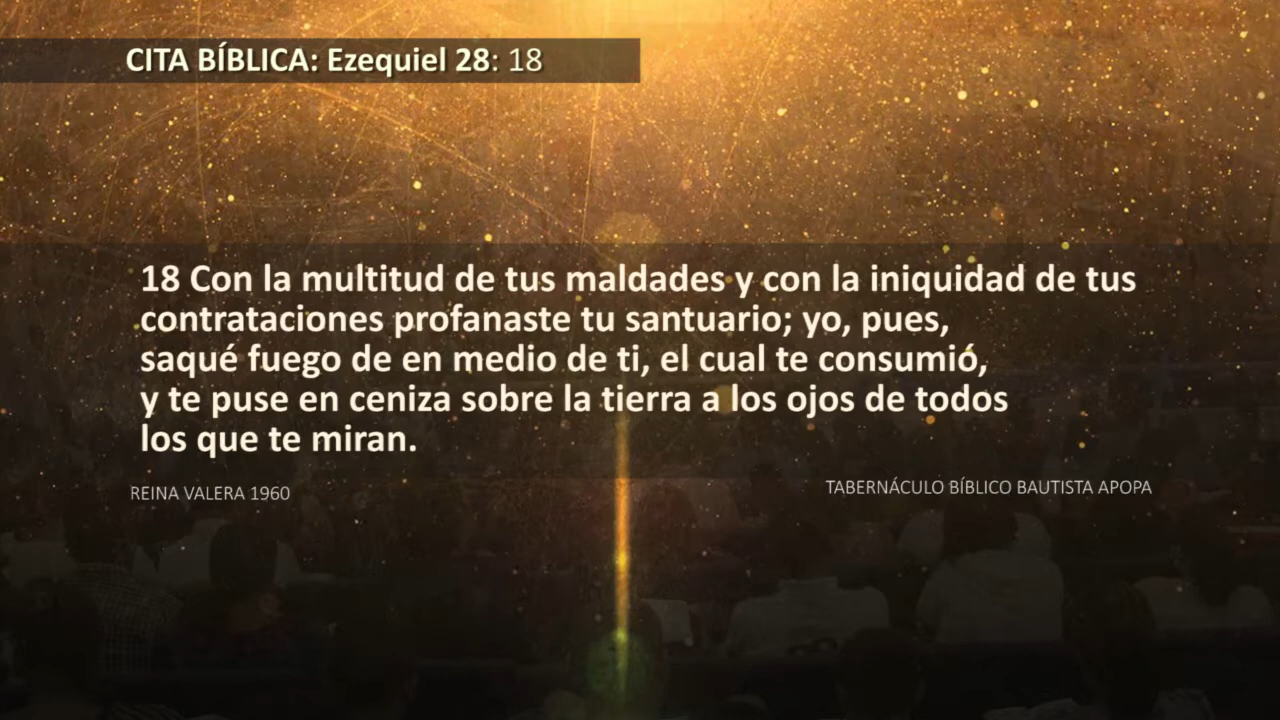 CITA BÍBLICA: Ezequiel 28: 18
18 Con la multitud de tus maldades y con la iniquidad de tus
contrataciones profanaste tu santuario; yo, pues,
saqué fuego de en medio de ti, el cual te consumió,
y te puse en ceniza sobre la tierra a los ojos de todos
los que te miran.
REINA VALERA 1960
TABERNÁCULO BÍBLICO BAUTISTA APOPA